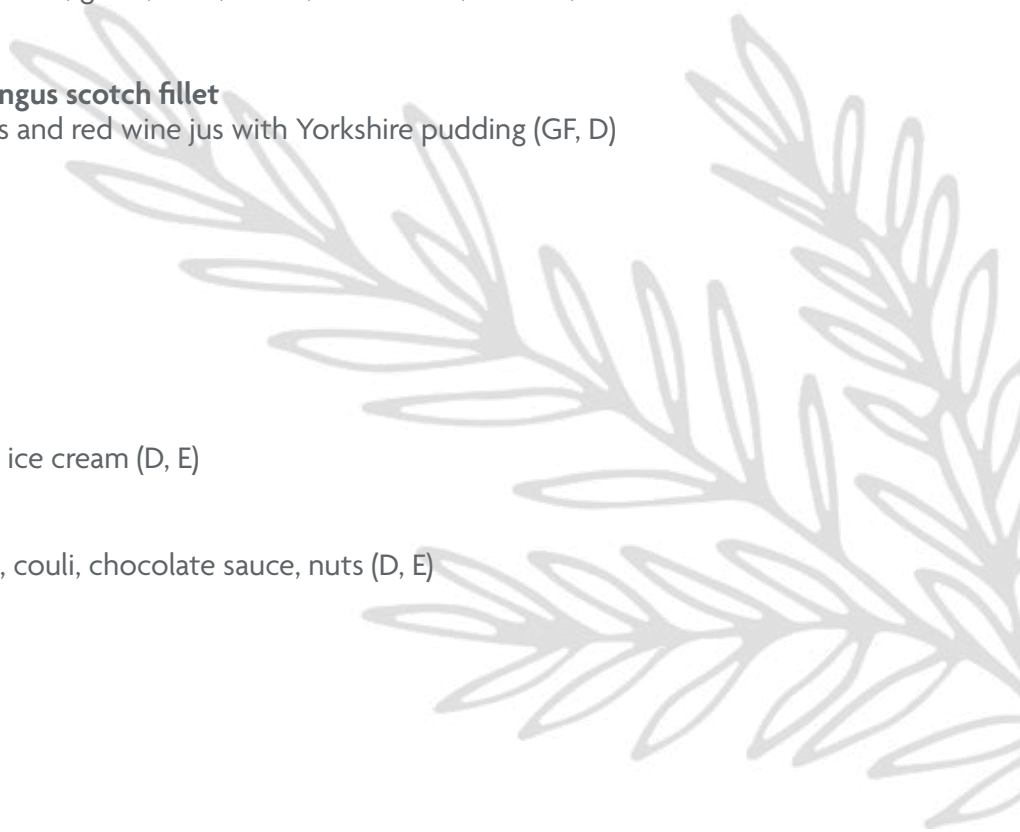 ngus scotch fillet
s and red wine jus with Yorkshire pudding (GF, D)
ice cream (D, E)
, couli, chocolate sauce, nuts (D, E)